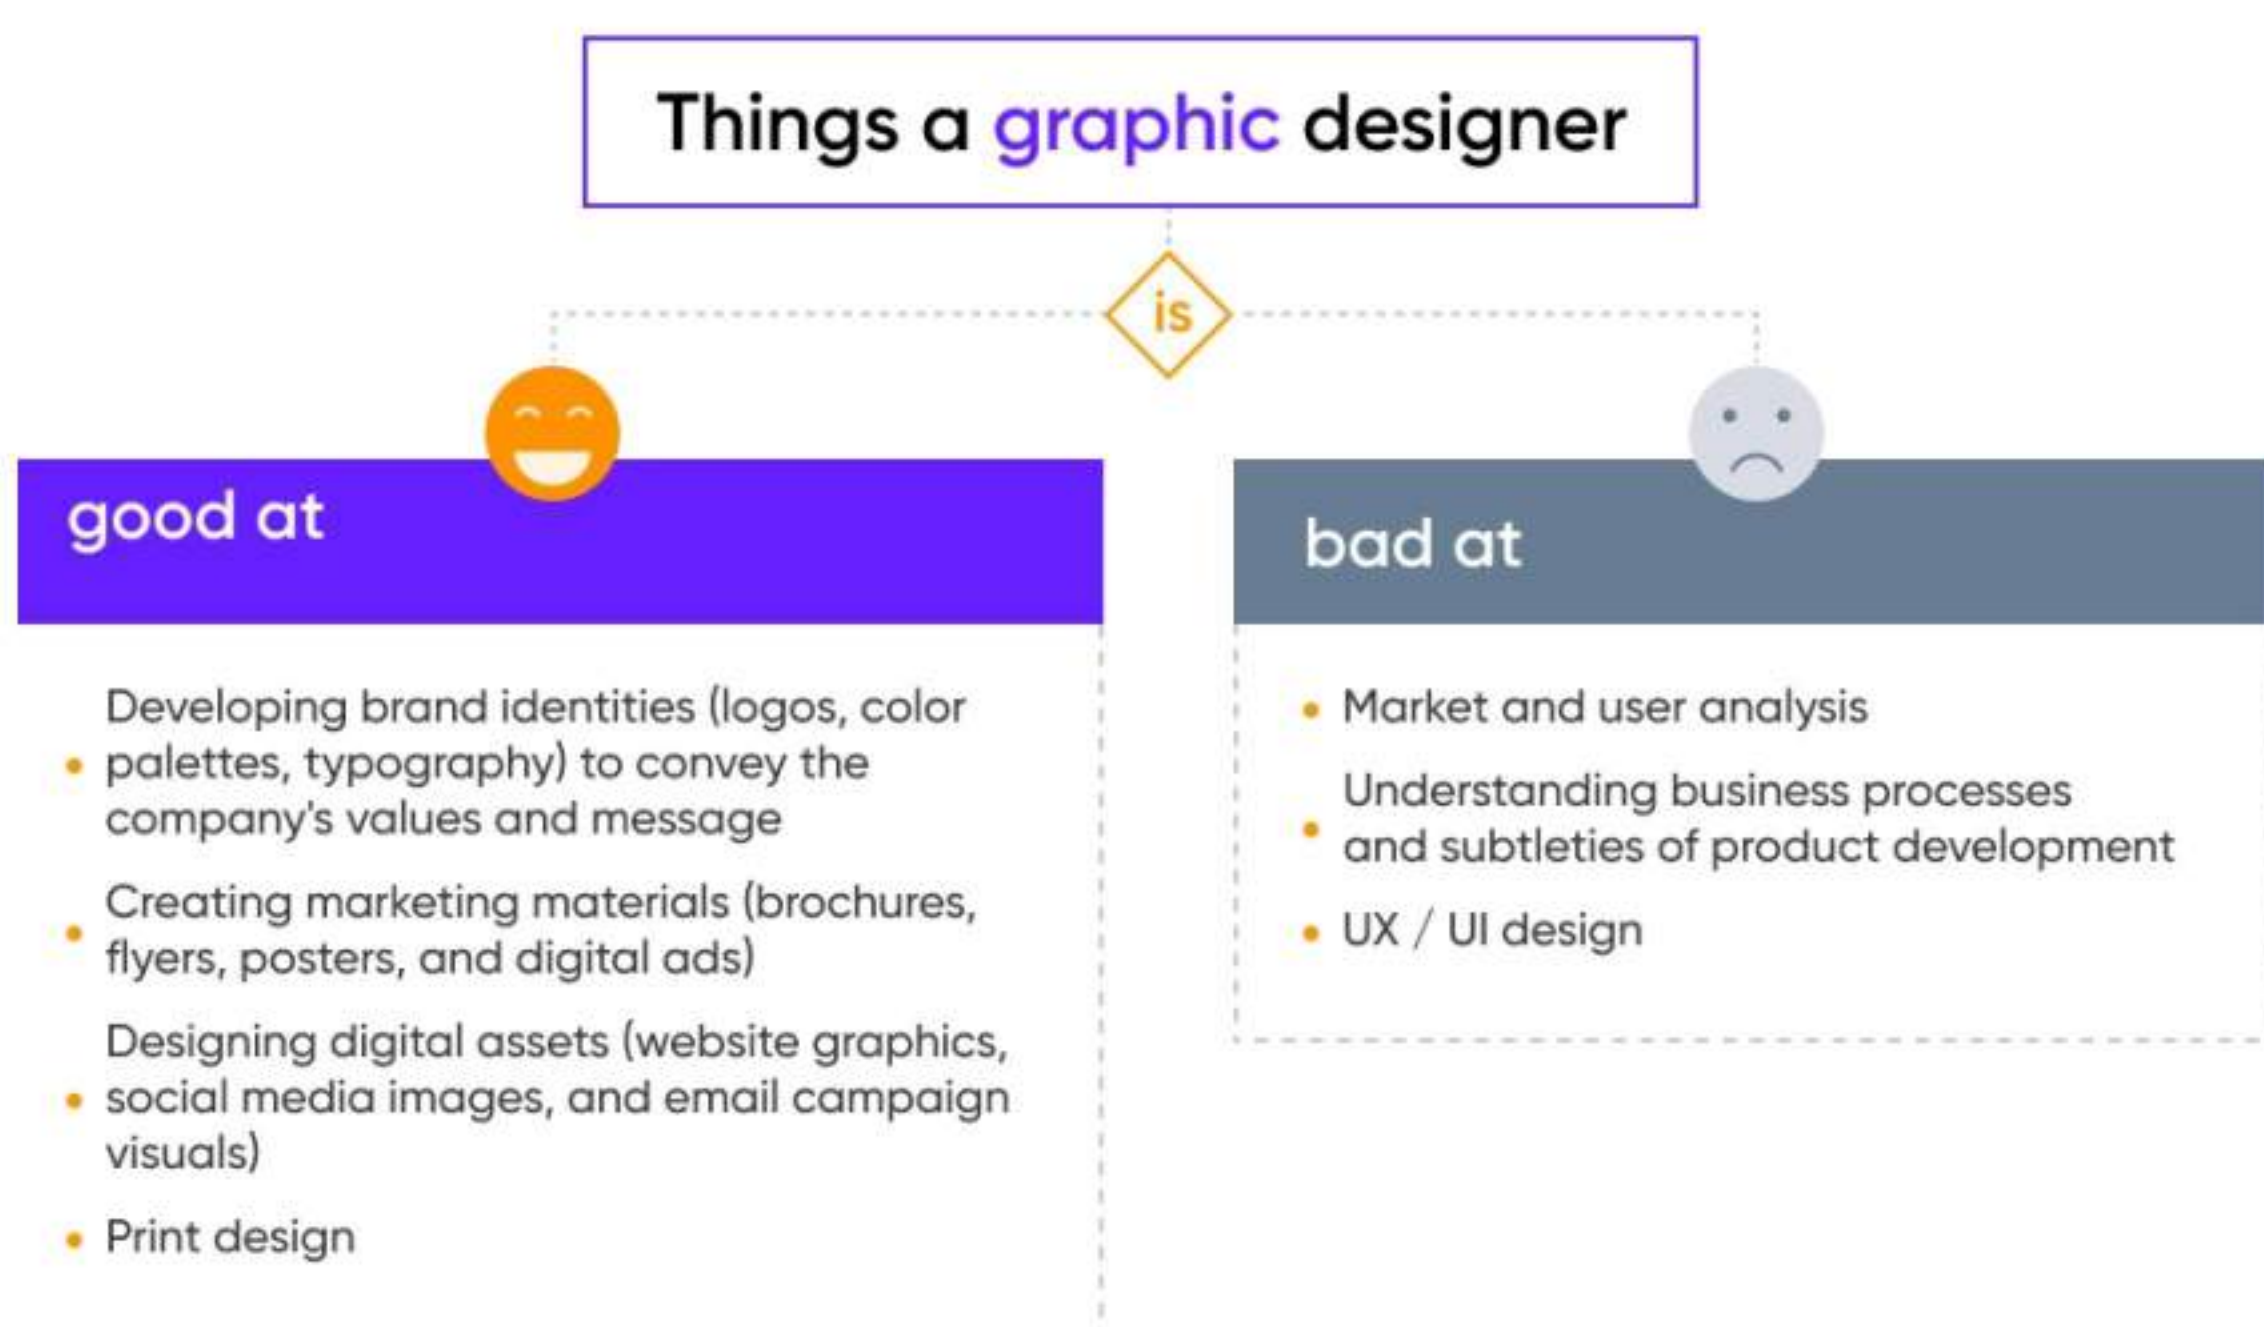 Things a graphic designer
is
good at
Developing brand identities (logos, color
palettes, typography) to convey the
company's values and message
Creating marketing materials (brochures,
flyers, posters, and digital ads)
Designing digital assets (website graphics,
social media images, and email campaign
visuals)
Print design
bad at
Market and user analysis
Understanding business processes
and subtleties of product development
UX / UI design